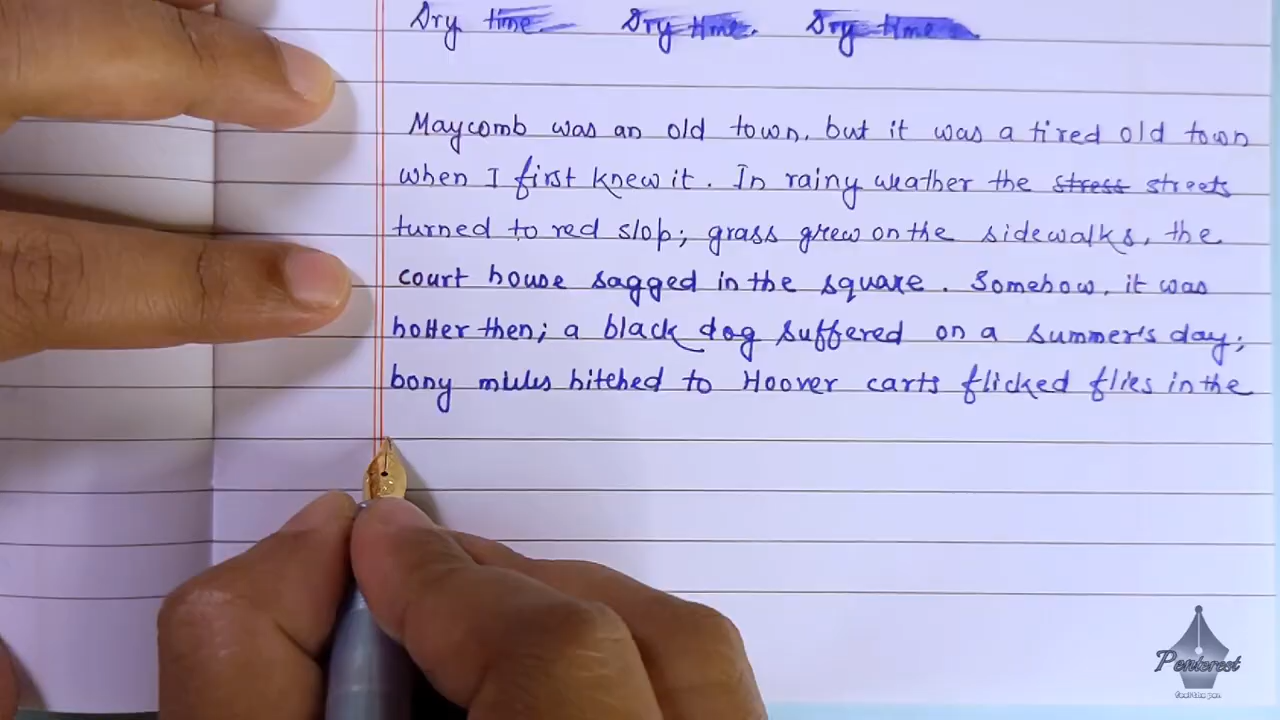 Dry time Dry time. Dry time
Maycomb was an old town, but it was a tired old town
when I first knew it. In rainy weather the stress streets
turned to red slop; grass grew on the sidewalks, the
court house sagged in the square. Somehow, it was
hotter then; a black dog suffered on a summer's day;
bony mules hitched to Hoover carts flicked flies in the
Penterest